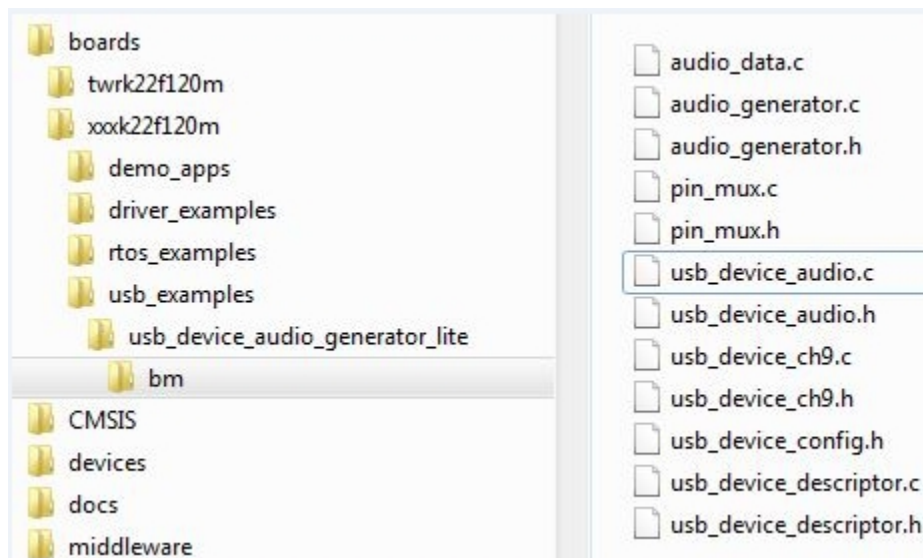 boards
twrk22f120m
xxxk22f120m
demo_apps
driver_examples
rtos_examples
usb_examples
usb_device_audio_generator_lite
bm
CMSIS
devices
docs
middleware
audio_data.c
audio_generator.c
audio_generator.h
pin_mux.c
pin_mux.h
usb_device_audio.c
usb_device_audio.h
usb_device_ch9.c
usb_device_ch9.h
usb_device_config.h
usb_device_descriptor.c
usb_device_descriptor.h